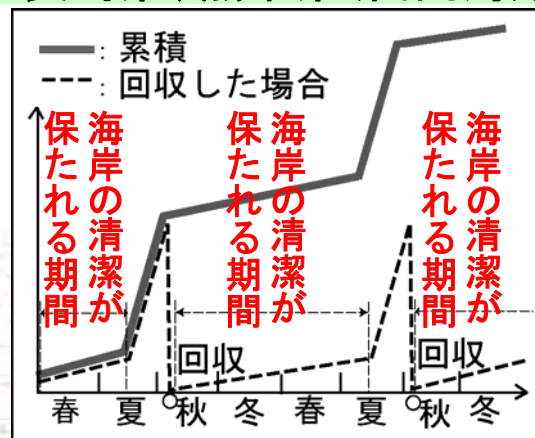 ：累積
：回収した場合
海岸の清潔が
保たれる期間
海岸の清潔が
保たれる期間
海岸の清潔が
保たれる期間
回収
回収
春 夏 秋 冬 春 夏 秋 冬